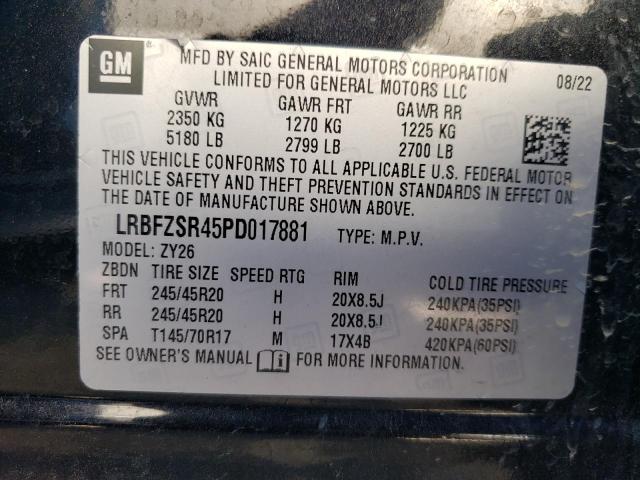 GM
MFD BY SAIC GENERAL MOTORS CORPORATION
LIMITED FOR GENERAL MOTORS LLC
08/22
GVWR GAWR FRT GAWR RR
2350 KG 1270 KG 1225 KG
5180 LB 2799 LB 2700 LB
THIS VEHICLE CONFORMS TO ALL APPLICABLE U.S. FEDERAL MOTOR
VEHICLE SAFETY AND THEFT PREVENTION STANDARDS IN EFFECT ON
THE DATE OF MANUFACTURE SHOWN ABOVE.
LRBFZSR45PD017881 TYPE: M.P.V.
MODEL: ZY26
ZBDN TIRE SIZE SPEED RTG RIM COLD TIRE PRESSURE
FRT 245/45R20 H 20X8.5J 240KPA(35PSI)
RR 245/45R20 H 20X8.5J 240KPA(35PSI)
SPA T145/70R17 M 17X4B 420KPA(60PSI)
SEE OWNER'S MANUAL FOR MORE INFORMATION.